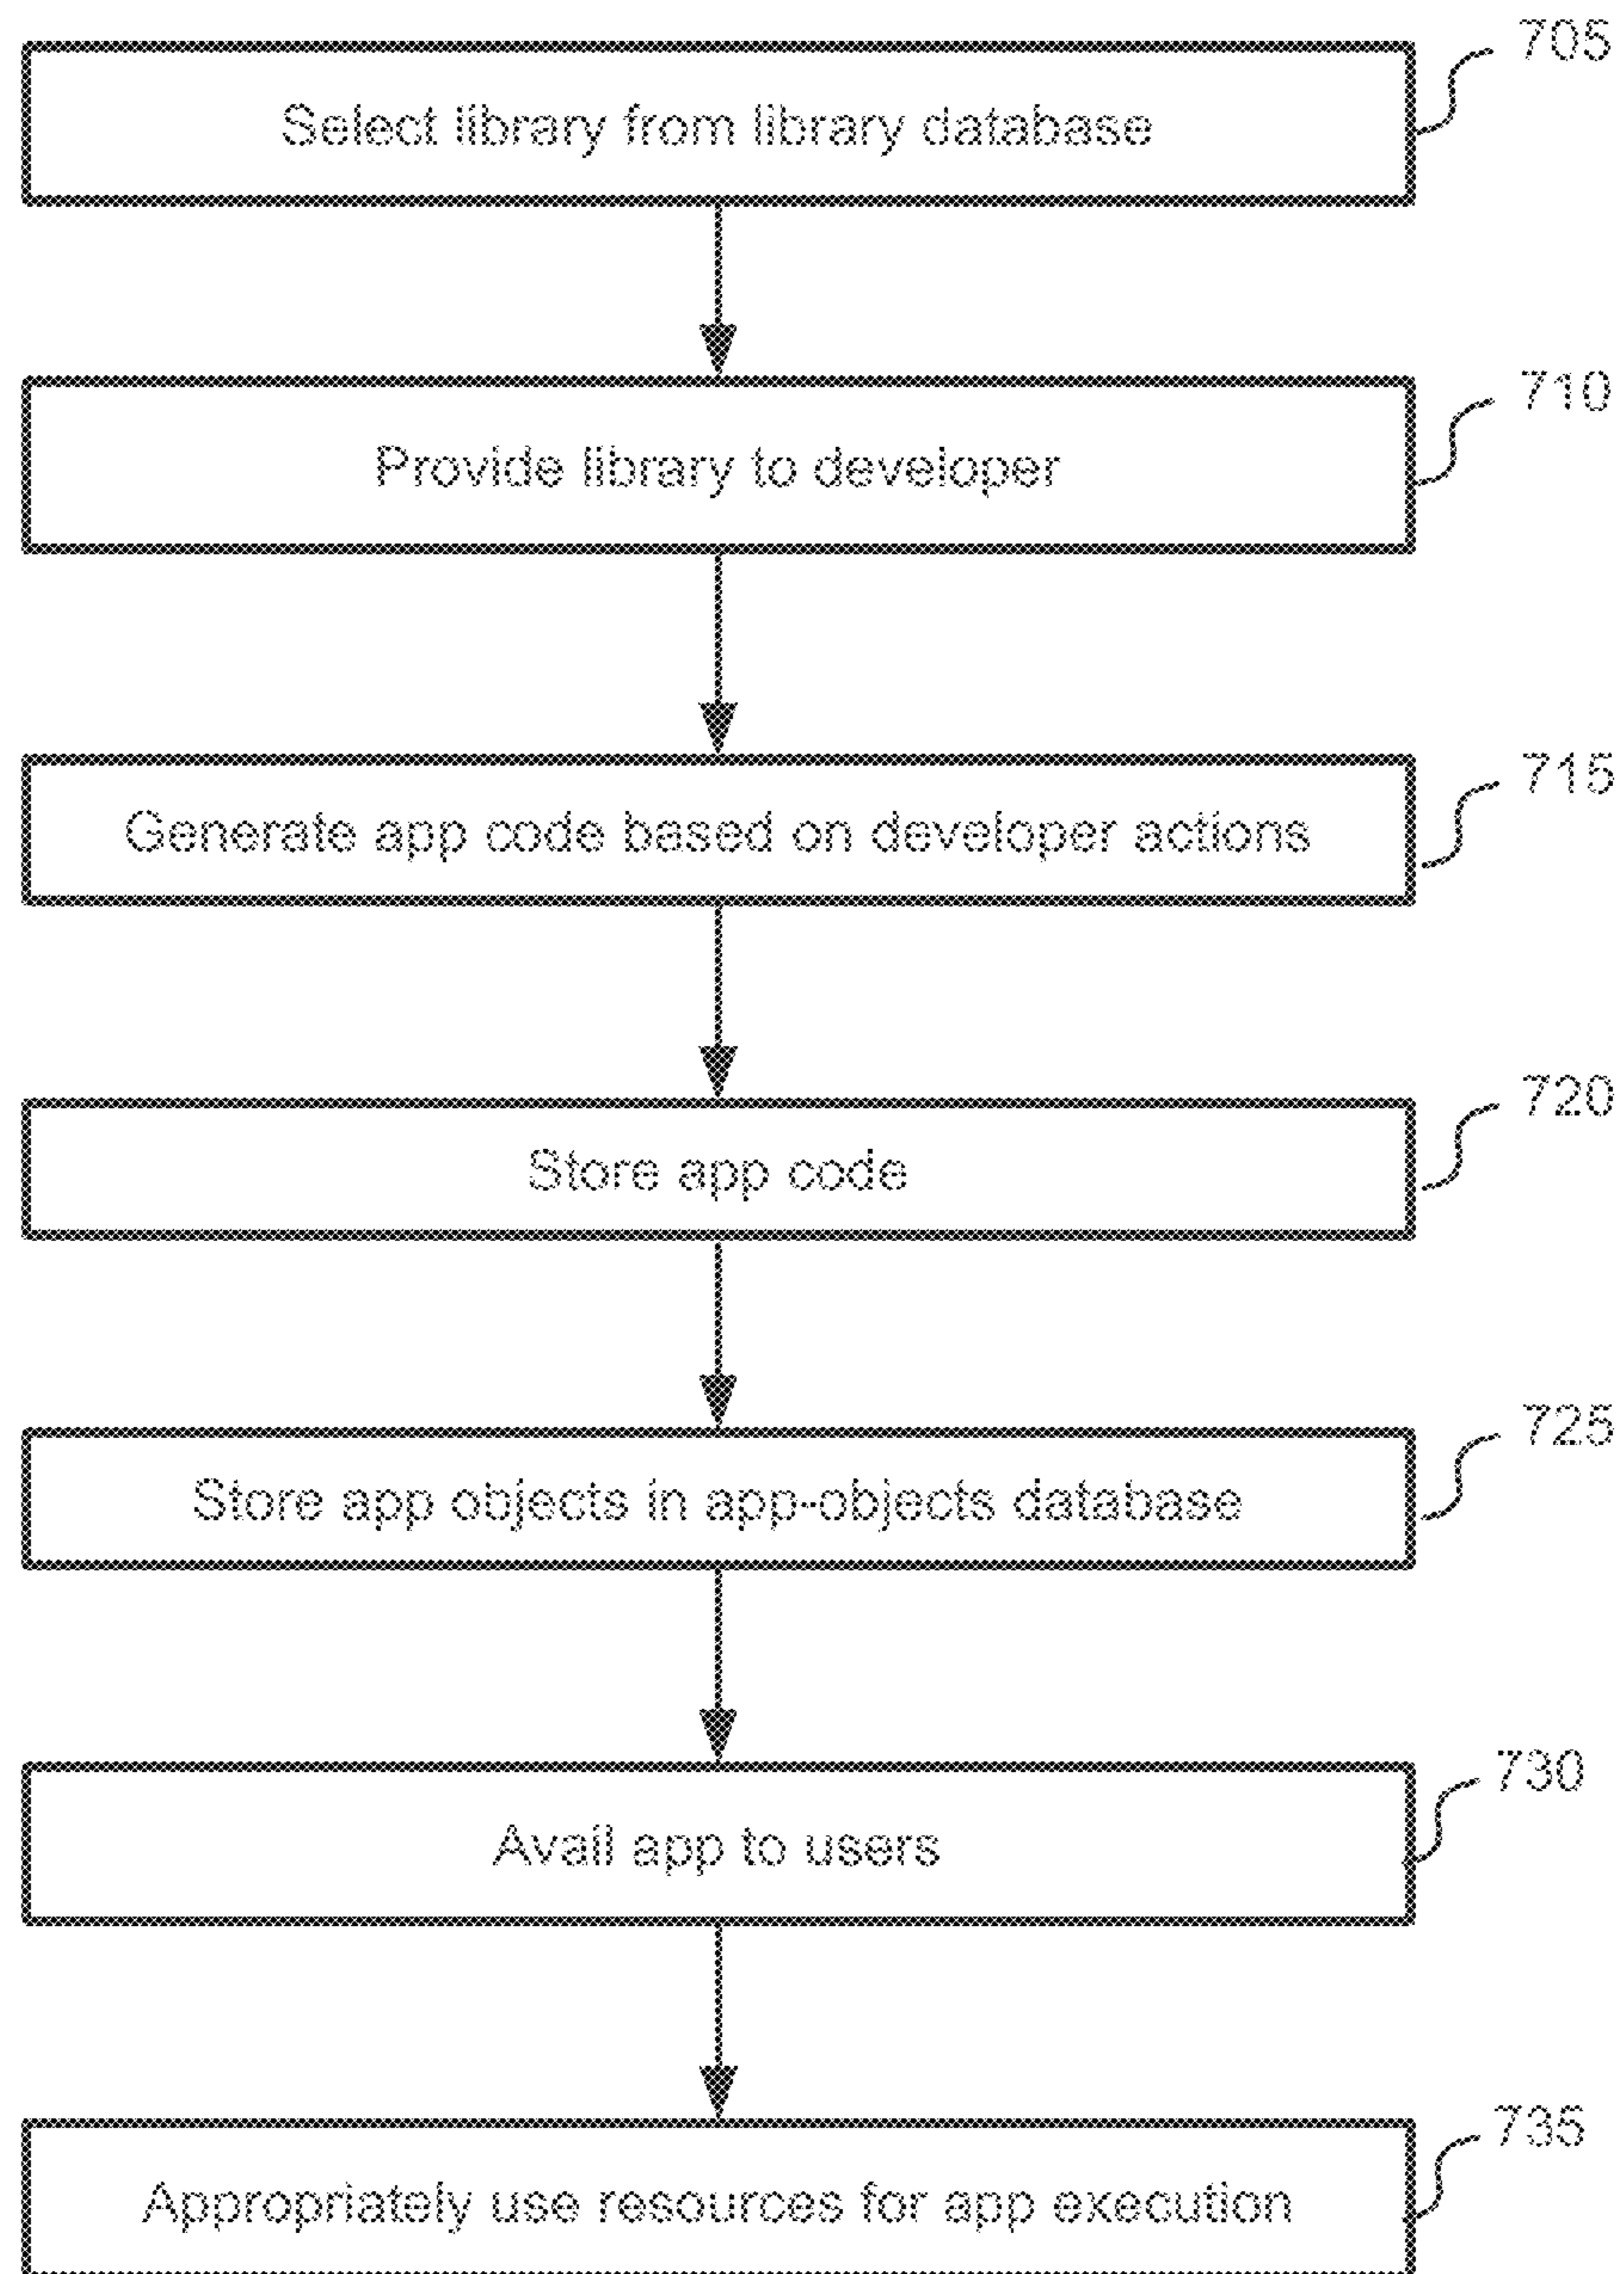 705
Select library from library database
710
Provide library to developer
715
Generate app code based on developer actions
720
Store app code
725
Store app objects in app-objects database
730
Avail app to users
735
Appropriately use resources for app execution